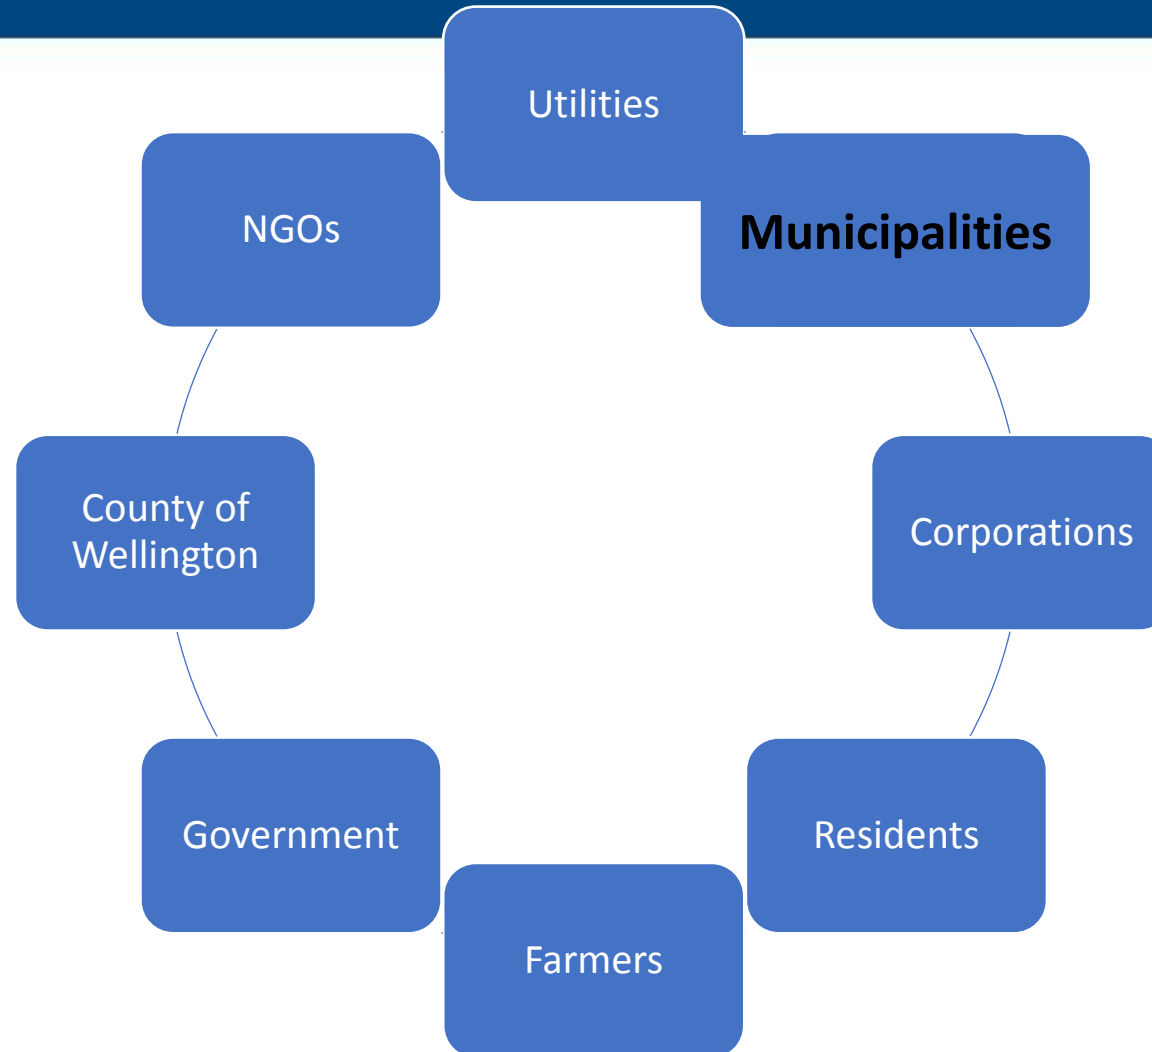 Utilities
NGOs
Municipalities
County of
Wellington
Corporations
Government
Residents
Farmers